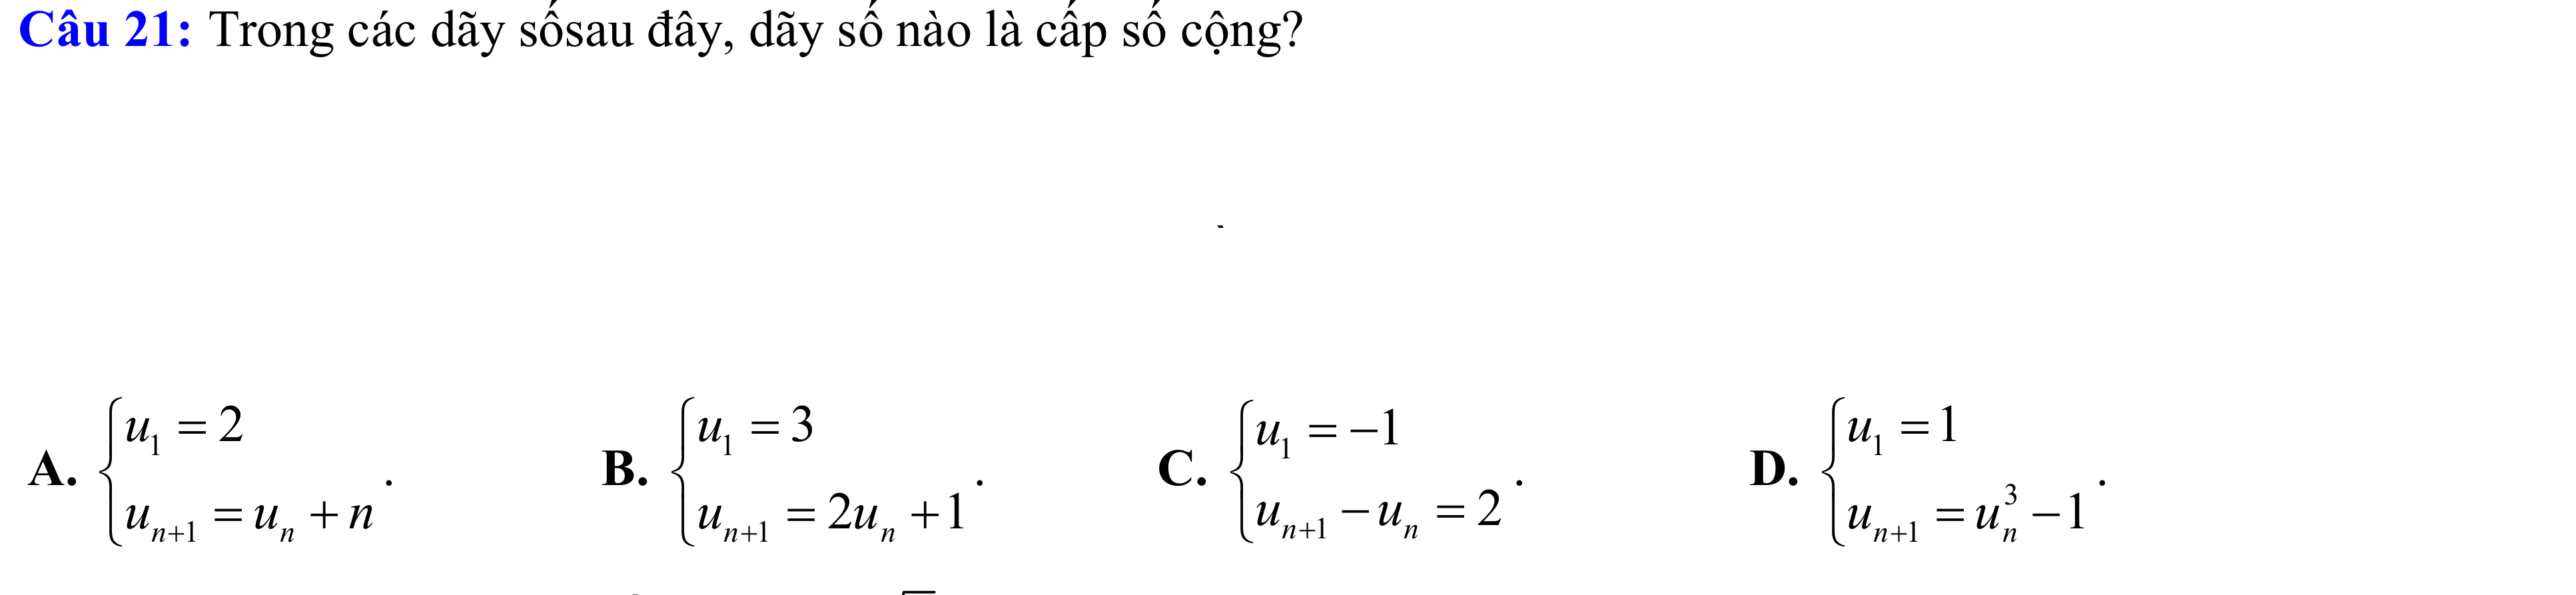 Câu 21: Trong các dãy sốsau đây, dãy số nào là cấp số cộng?
A. {u₁ = 2
uₙ₊₁ = uₙ + n .
B. {u₁ = 3
uₙ₊₁ = 2uₙ + 1 .
C. {u₁ = −1
uₙ₊₁ − uₙ = 2 .
D. {u₁ = 1
uₙ₊₁ = uₙ³ − 1 .